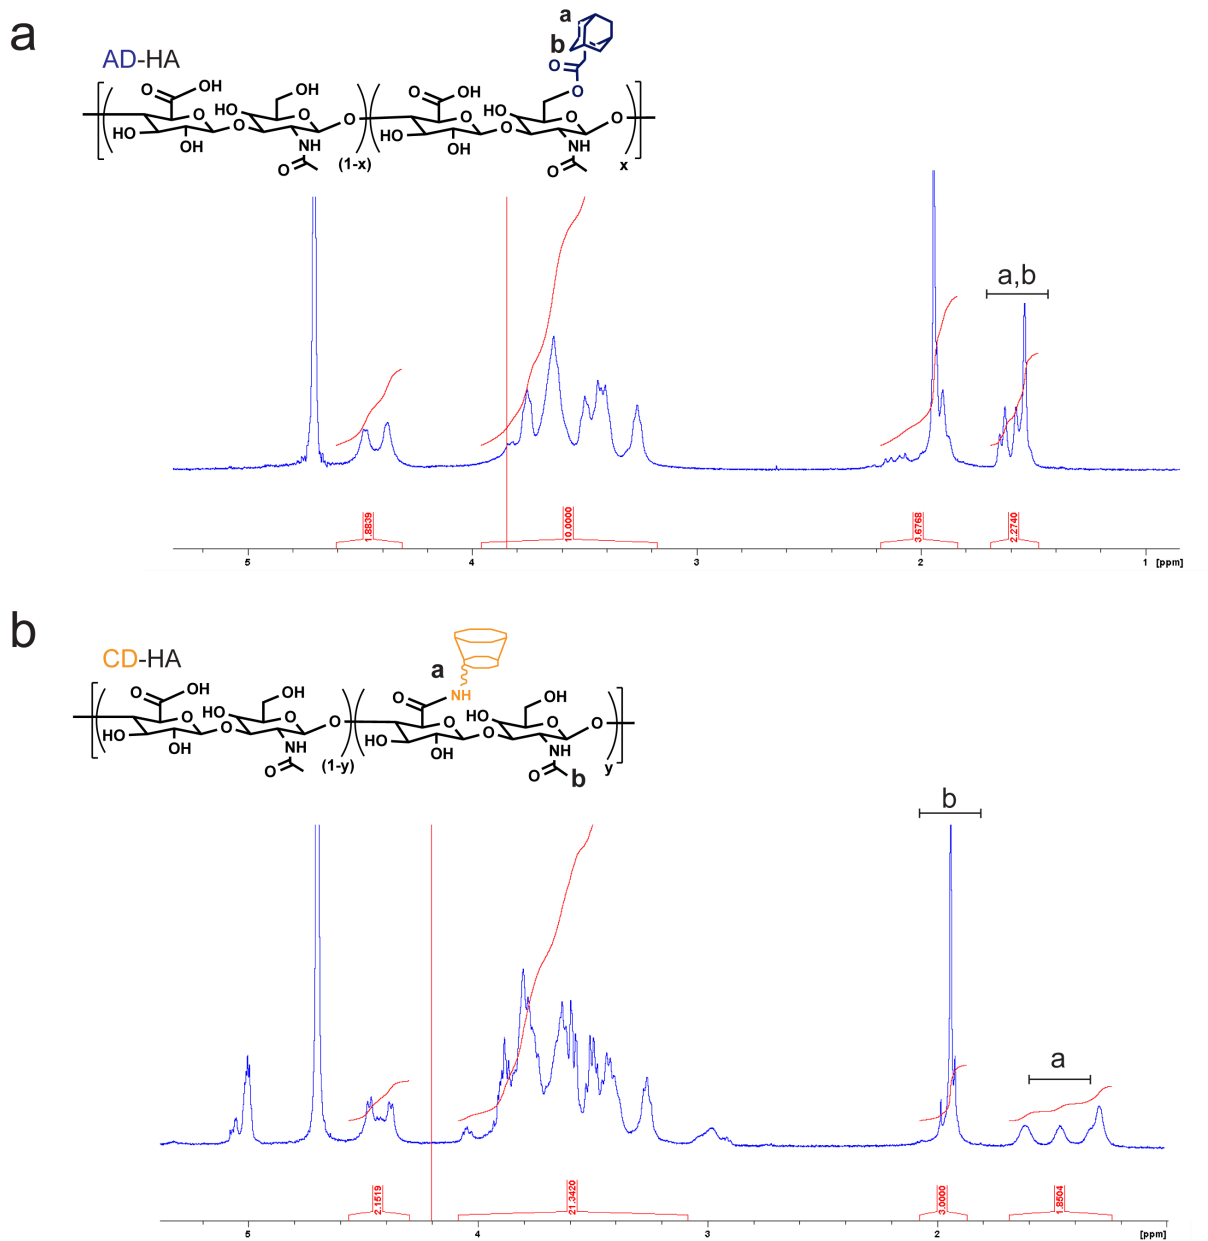 a
AD-HA
a
b
O
O
O
OH
OH
HO
O
O
OH
HO
O
O
HO
O
O
O
O
HO
OH
NH
HO
OH
NH
O
(1-x)
O
x
a,b
1.8839
10.0000
3.6768
2.2740
5
4
3
2
1
[ppm]
b
CD-HA
a
O
OH
OH
O
NH
OH
HO
O
O
O
HO
O
O
HO
O
O
HO
O
OH
NH
OH
NH
O
(1-y)
O
b
y
b
a
2.1519
21.3420
3.0000
1.8504
5
4
3
2
[ppm]